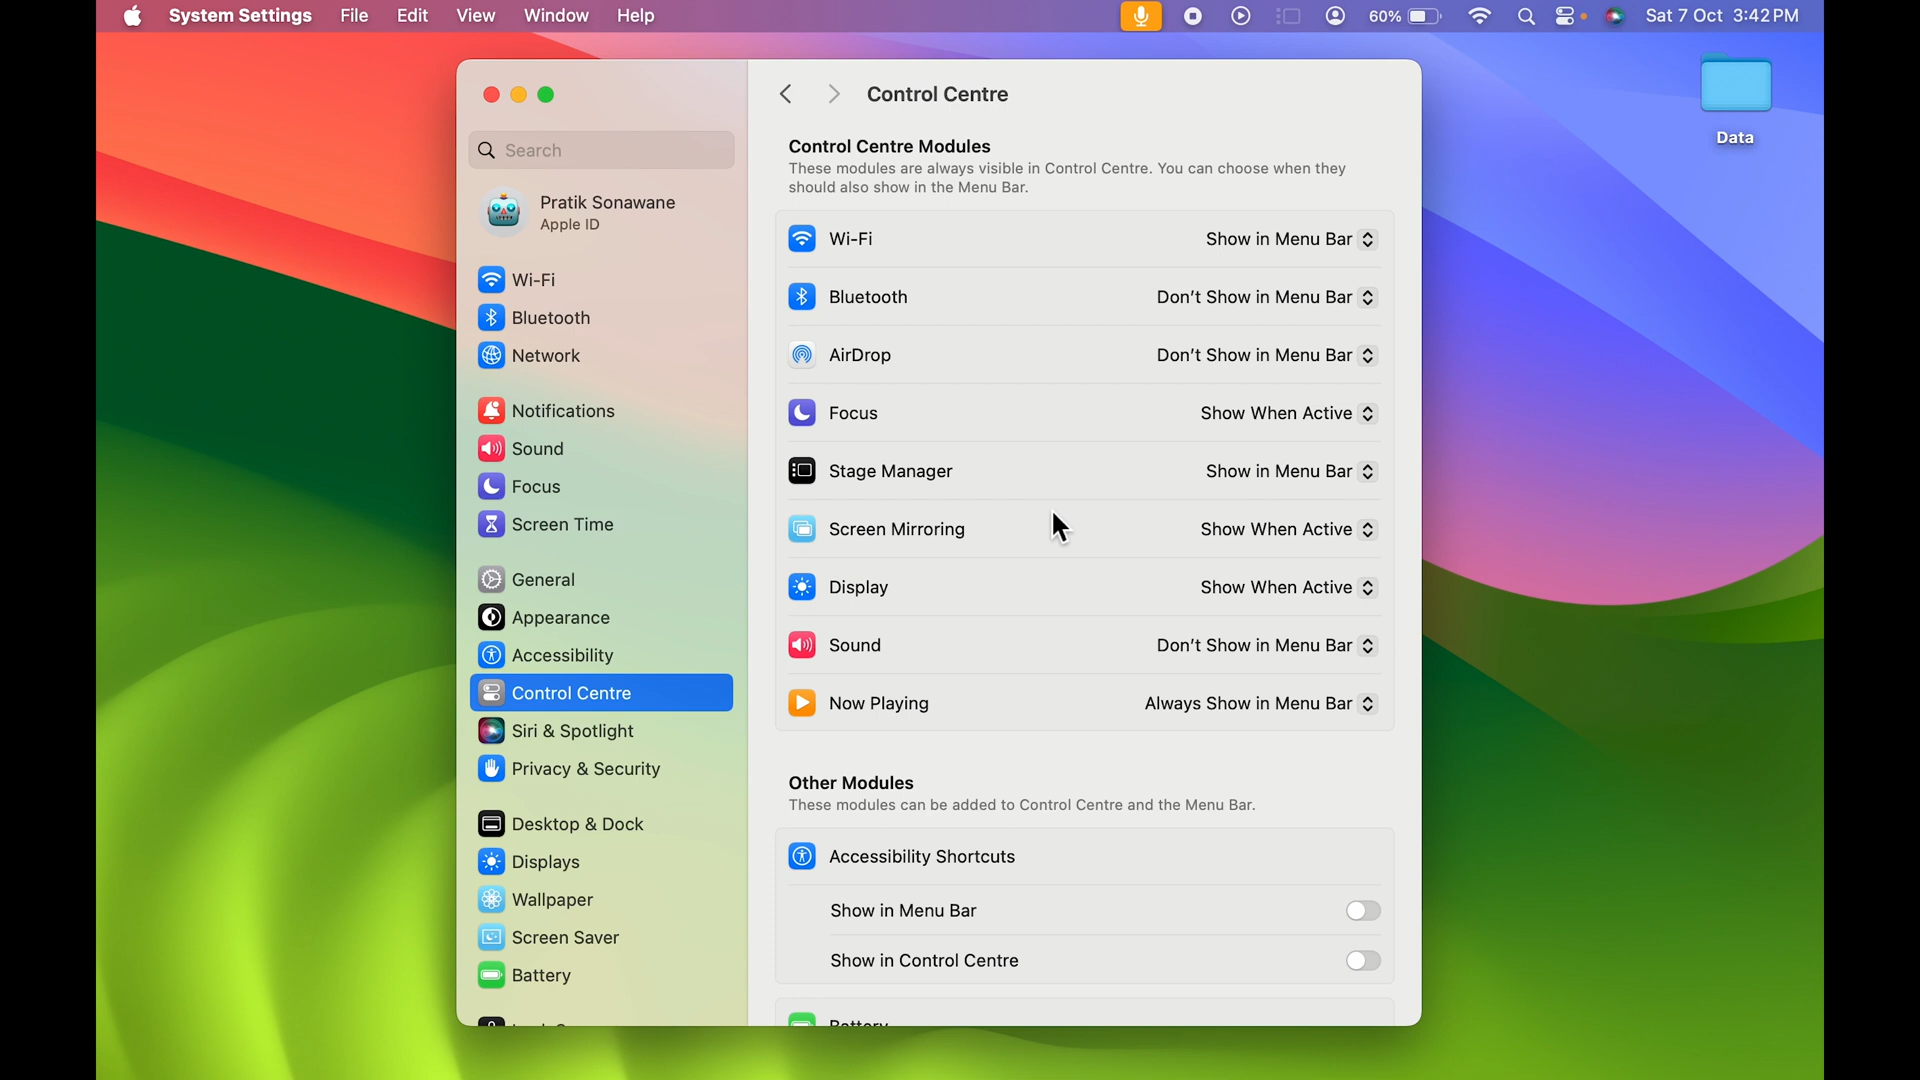 System Settings File Edit View Window Help 60% Sat 7 Oct 3:42 PM
Data
Search
Pratik Sonawane
Apple ID
Wi-Fi
Bluetooth
Network
Notifications
Sound
Focus
Screen Time
General
Appearance
Accessibility
Control Centre
Siri & Spotlight
Privacy & Security
Desktop & Dock
Displays
Wallpaper
Screen Saver
Battery
Control Centre
Control Centre Modules
These modules are always visible in Control Centre. You can choose when they
should also show in the Menu Bar.
Wi-Fi Show in Menu Bar
Bluetooth Don't Show in Menu Bar
AirDrop Don't Show in Menu Bar
Focus Show When Active
Stage Manager Show in Menu Bar
Screen Mirroring Show When Active
Display Show When Active
Sound Don't Show in Menu Bar
Now Playing Always Show in Menu Bar
Other Modules
These modules can be added to Control Centre and the Menu Bar.
Accessibility Shortcuts
Show in Menu Bar
Show in Control Centre
Battery